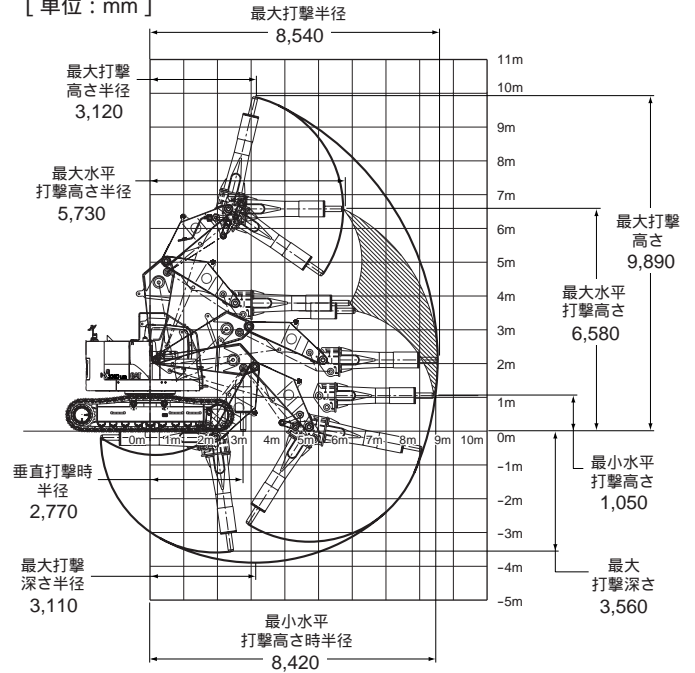 [ 単位：mm ]
最大打撃半径
8,540
最大打撃
高さ半径
3,120
最大水平
打撃高さ半径
5,730
11m
10m
9m
8m
7m
6m
5m
4m
3m
2m
1m
0m
-1m
-2m
-3m
-4m
-5m
最大打撃
高さ
9,890
最大水平
打撃高さ
6,580
0m 1m 2m 3m 4m 5m 6m 7m 8m 9m 10m
最小水平
打撃高さ
1,050
垂直打撃時
半径
2,770
最大打撃
深さ半径
3,110
最大
打撃深さ
3,560
最小水平
打撃高さ時半径
8,420